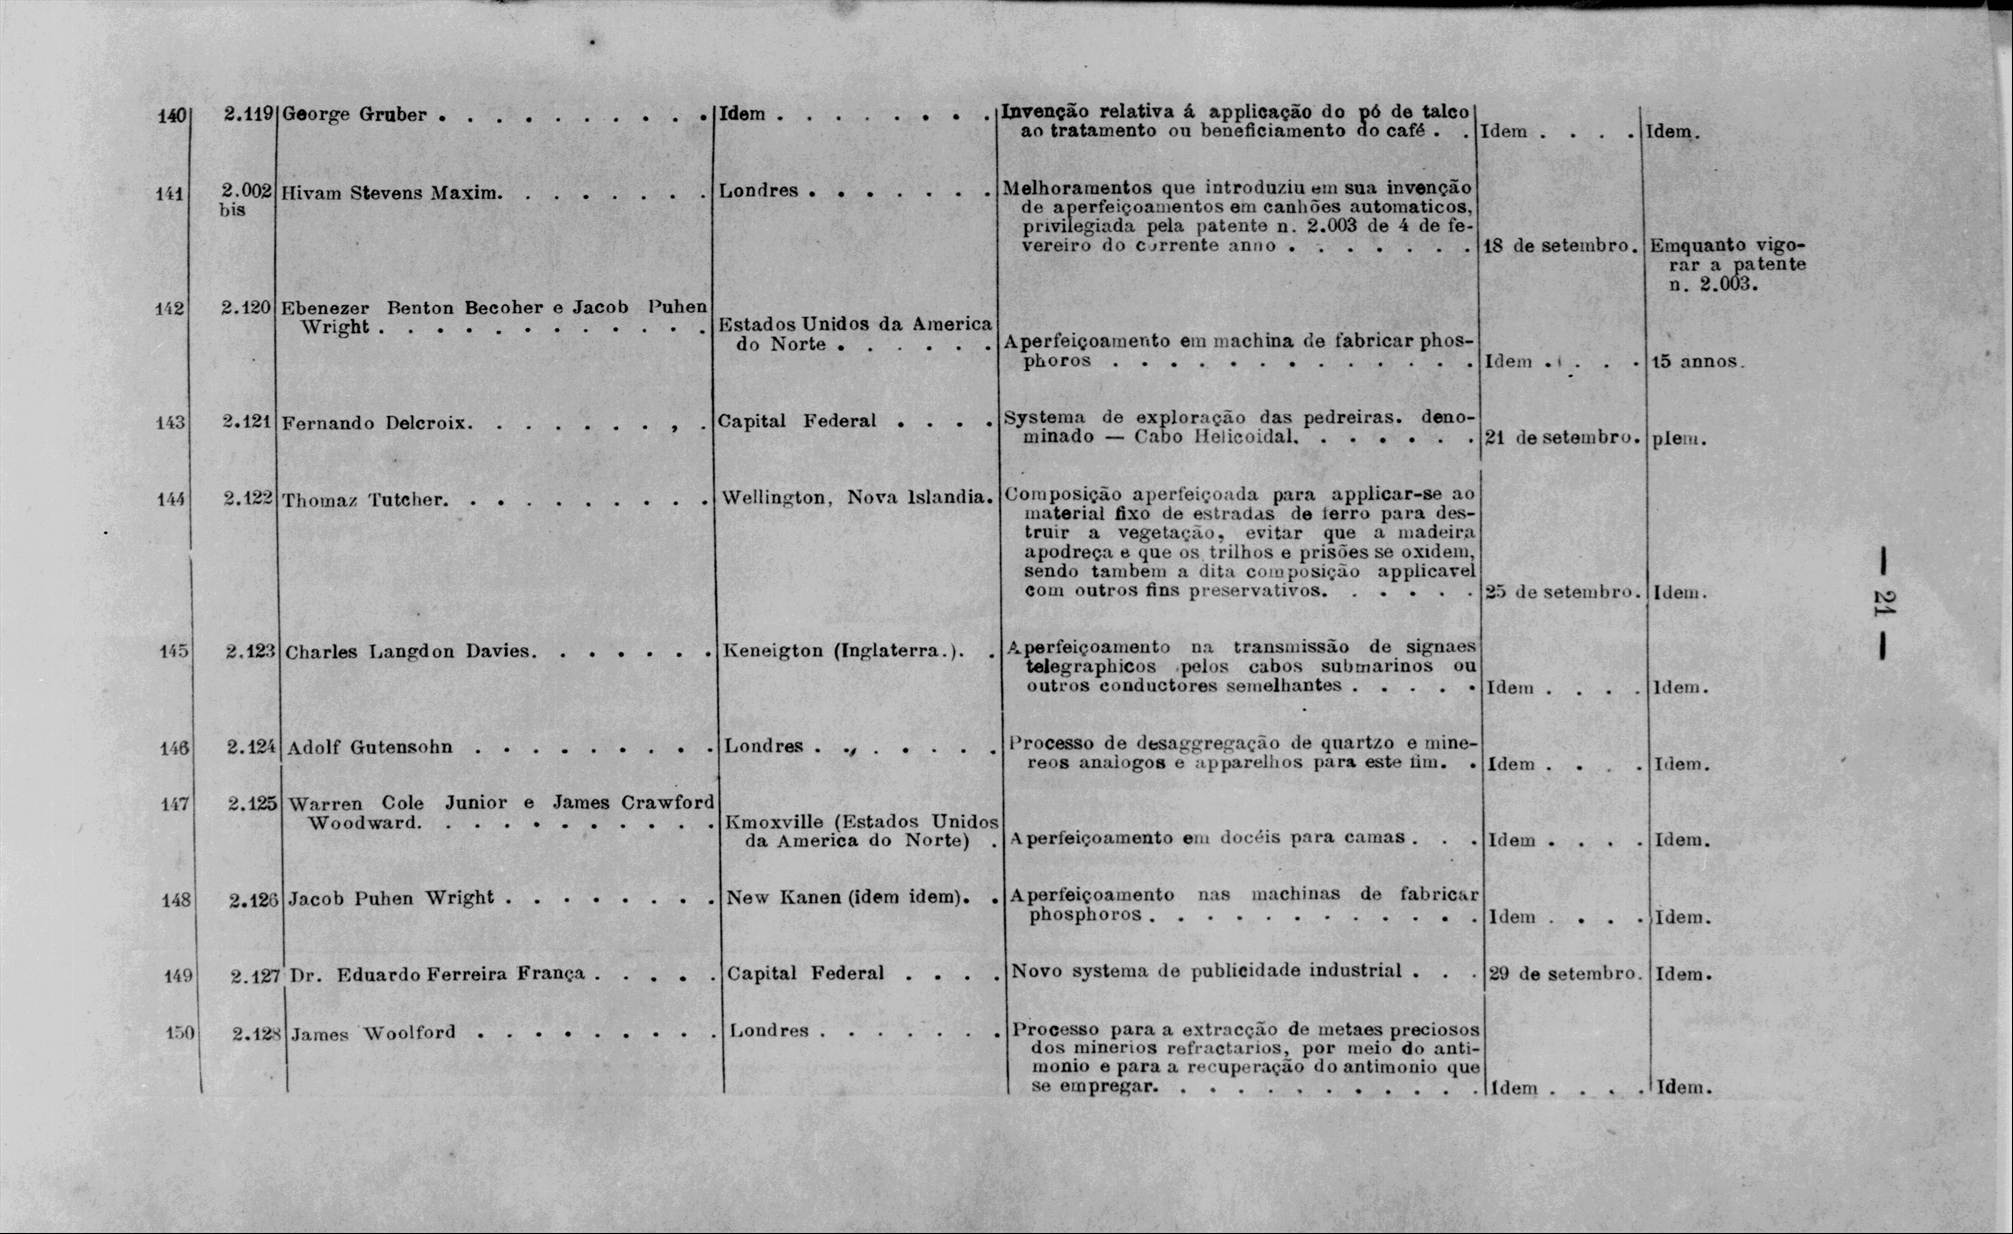 140 2.119 George Gruber . . . . . . . . . . Idem . . . . . . . . Invenção relativa á applicação do pó de talco
ao tratamento ou beneficiamento do café . . Idem . . . . Idem.
141 2.002 Hivam Stevens Maxim. . . . . . . . Londres . . . . . . . Melhoramentos que introduziu em sua invenção
bis de aperfeiçoamentos em canhões automaticos,
privilegiada pela patente n. 2.003 de 4 de fe-
vereiro do corrente anno . . . . . . . 18 de setembro. Emquanto vigo-
rar a patente
n. 2.003.
142 2.120 Ebenezer Benton Becoher e Jacob Puhen
Wright . . . . . . . . . . . . Estados Unidos da America
do Norte . . . . . . Aperfeiçoamento em machina de fabricar phos-
phoros . . . . . . . . . . . . . Idem . . . . 15 annos.
143 2.121 Fernando Delcroix. . . . . . . . , . Capital Federal . . . . Systema de exploração das pedreiras. deno-
minado — Cabo Helicoidal. . . . . . . 21 de setembro. plem.
144 2.122 Thomaz Tutcher. . . . . . . . . . Wellington, Nova Islandia. Composição aperfeiçoada para applicar-se ao
material fixo de estradas de ferro para des-
truir a vegetação, evitar que a madeira
apodreça e que os trilhos e prisões se oxidem,
sendo tambem a dita composição applicavel
com outros fins preservativos. . . . . . 25 de setembro. Idem.
145 2.123 Charles Langdon Davies. . . . . . . Keneigton (Inglaterra.). . Aperfeiçoamento na transmissão de signaes
telegraphicos pelos cabos submarinos ou
outros conductores semelhantes . . . . . Idem . . . . Idem.
146 2.124 Adolf Gutensohn . . . . . . . . . Londres . . . . . . . Processo de desaggregação de quartzo e mine-
reos analogos e apparelhos para este fim. . Idem . . . . Idem.
147 2.125 Warren Cole Junior e James Crawford
Woodward. . . . . . . . . . . Kmoxville (Estados Unidos
da America do Norte) . Aperfeiçoamento em docéis para camas . . . Idem . . . . Idem.
148 2.126 Jacob Puhen Wright . . . . . . . . New Kanen (idem idem). . Aperfeiçoamento nas machinas de fabricar
phosphoros . . . . . . . . . . . . Idem . . . . Idem.
149 2.127 Dr. Eduardo Ferreira França . . . . . Capital Federal . . . . Novo systema de publicidade industrial . . . 29 de setembro. Idem.
150 2.128 James Woolford . . . . . . . . . Londres . . . . . . . Processo para a extracção de metaes preciosos
dos minerios refractarios, por meio do anti-
monio e para a recuperação do antimonio que
se empregar. . . . . . . . . . . . Idem . . . . Idem.
— 21 —